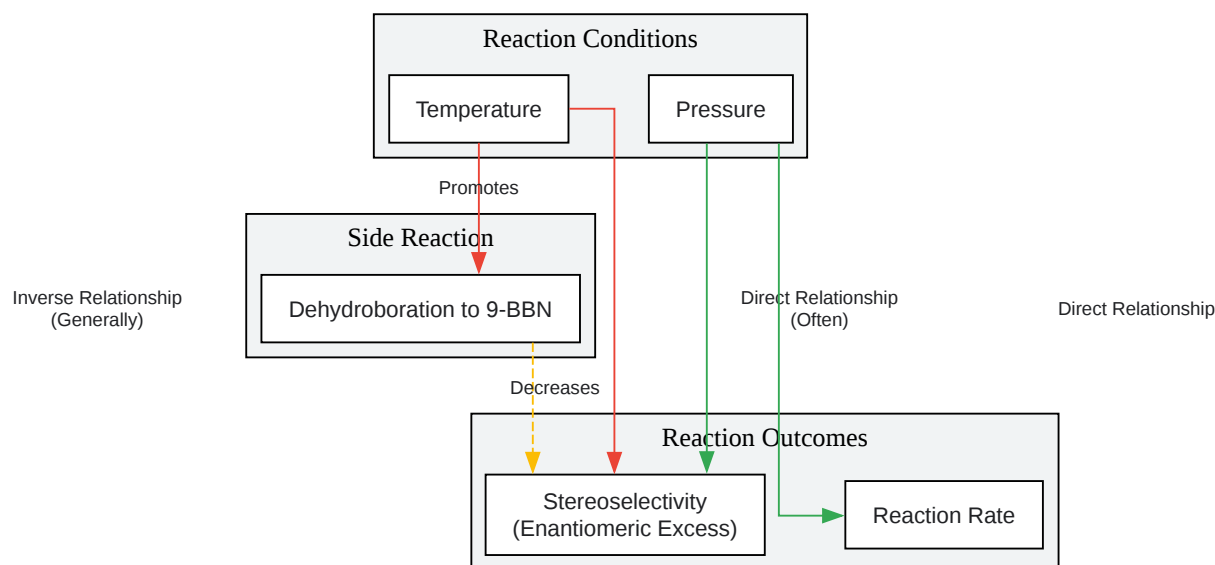 Reaction Conditions
Temperature
Pressure
Promotes
Side Reaction
Dehydroboration to 9-BBN
Inverse Relationship
(Generally)
Direct Relationship
(Often)
Direct Relationship
Decreases
Reaction Outcomes
Stereoselectivity
(Enantiomeric Excess)
Reaction Rate